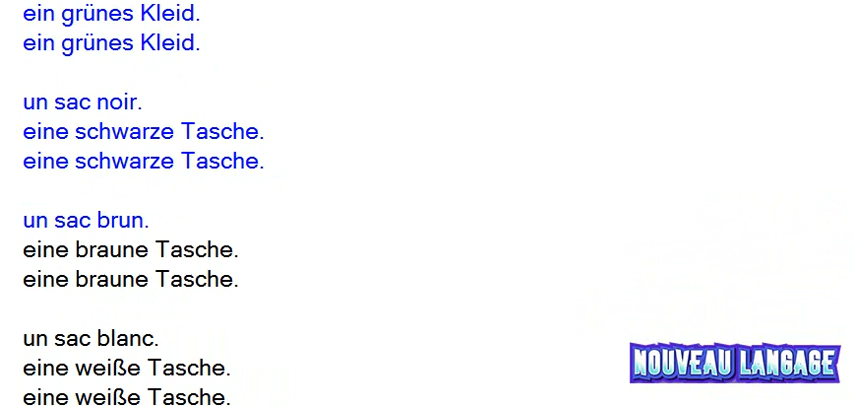 ein grünes Kleid.
ein grünes Kleid.
un sac noir.
eine schwarze Tasche.
eine schwarze Tasche.
un sac brun.
eine braune Tasche.
eine braune Tasche.
un sac blanc.
eine weiße Tasche.
eine weiße Tasche.
NOUVEAU LANGAGE